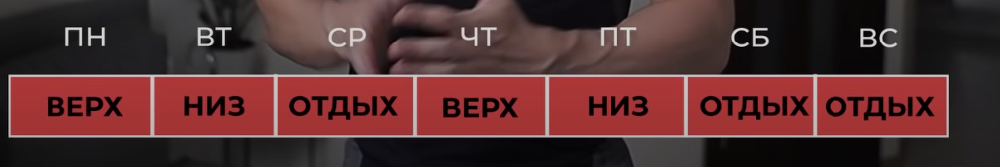 ПН ВТ СР ЧТ ПТ СБ ВС
ВЕРХ НИЗ ОТДЫХ ВЕРХ НИЗ ОТДЫХ ОТДЫХ